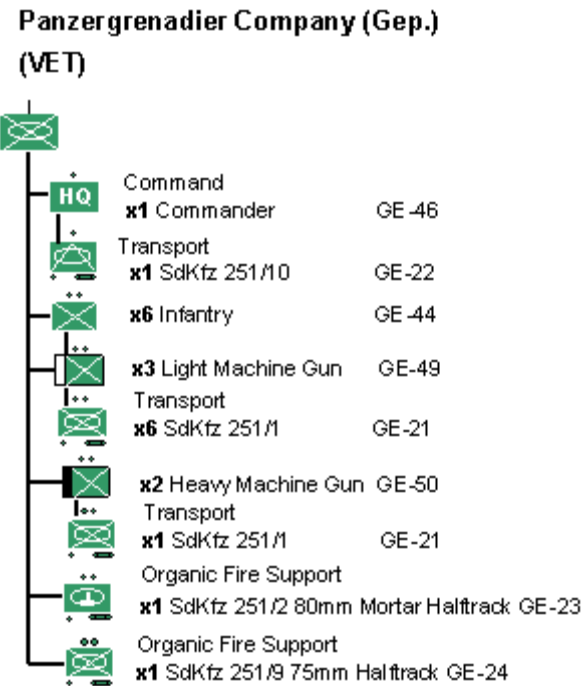 Panzergrenadier Company (Gep.)
(VET)
HQ
Command
x1 Commander GE-46
Transport
x1 SdKfz 251/10 GE-22
x6 Infantry GE-44
x3 Light Machine Gun GE-49
Transport
x6 SdKfz 251/1 GE-21
x2 Heavy Machine Gun GE-50
Transport
x1 SdKfz 251/1 GE-21
Organic Fire Support
x1 SdKfz 251/2 80mm Mortar Halftrack GE-23
Organic Fire Support
x1 SdKfz 251/9 75mm Halftrack GE-24